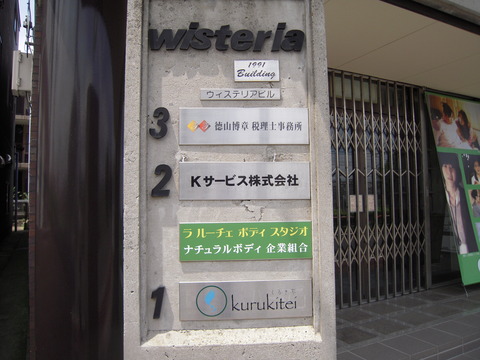 wisteria
1991
Building
ウィステリアビル
3 徳山博章 税理士事務所
2 Kサービス株式会社
ラ ルーチェ ボディ スタジオ
ナチュラルボディ 企業組合
1 kurukitei